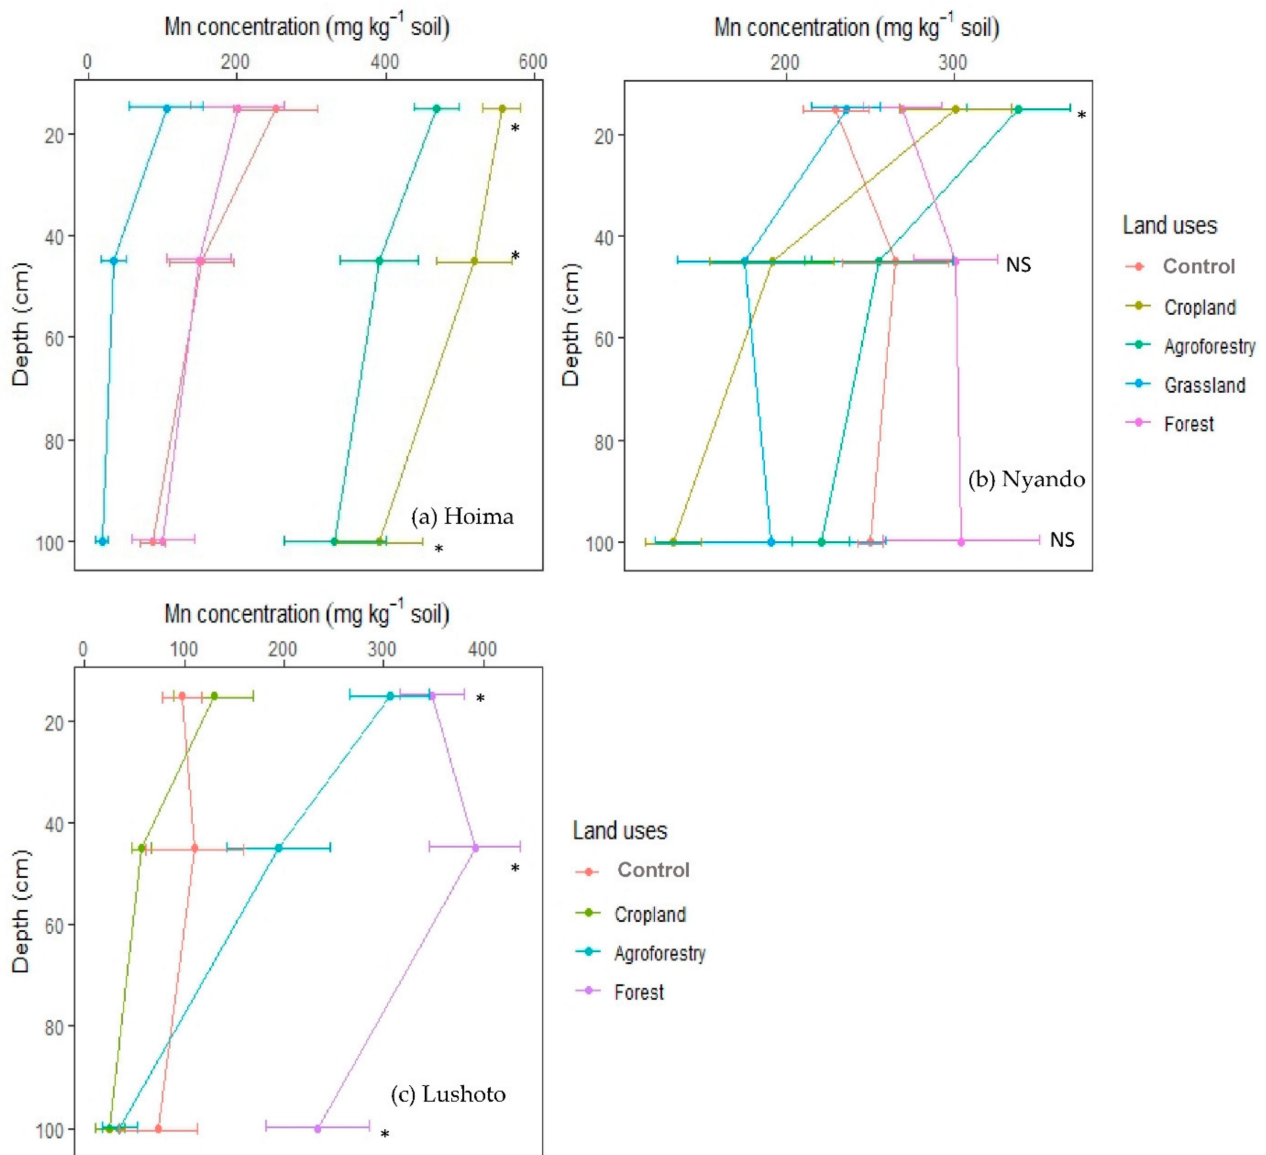 Mn concentration (mg kg⁻¹ soil)
0 200 400 600
Depth (cm)
20
40
60
80
100
*
*
*
(a) Hoima
Mn concentration (mg kg⁻¹ soil)
200 300
Depth (cm)
20
40
60
80
100
*
NS
NS
(b) Nyando
Land uses
Control
Cropland
Agroforestry
Grassland
Forest
Mn concentration (mg kg⁻¹ soil)
0 100 200 300 400
Depth (cm)
20
40
60
80
100
*
*
*
(c) Lushoto
Land uses
Control
Cropland
Agroforestry
Forest